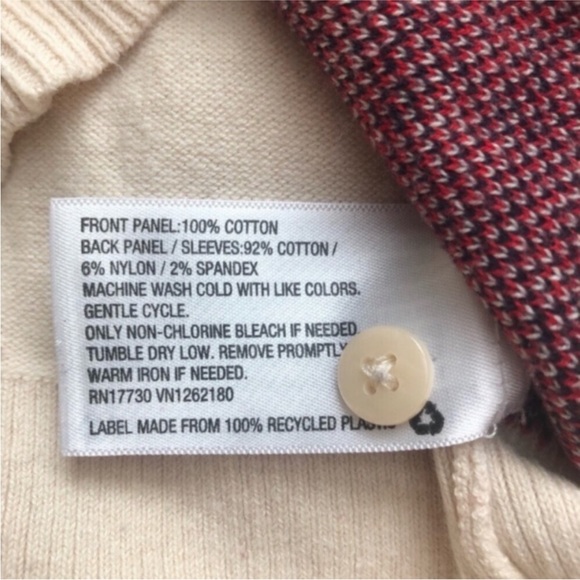 FRONT PANEL:100% COTTON
BACK PANEL / SLEEVES:92% COTTON /
6% NYLON / 2% SPANDEX
MACHINE WASH COLD WITH LIKE COLORS.
GENTLE CYCLE.
ONLY NON-CHLORINE BLEACH IF NEEDED
TUMBLE DRY LOW. REMOVE PROMPTLY
WARM IRON IF NEEDED.
RN17730 VN1262180
LABEL MADE FROM 100% RECYCLED